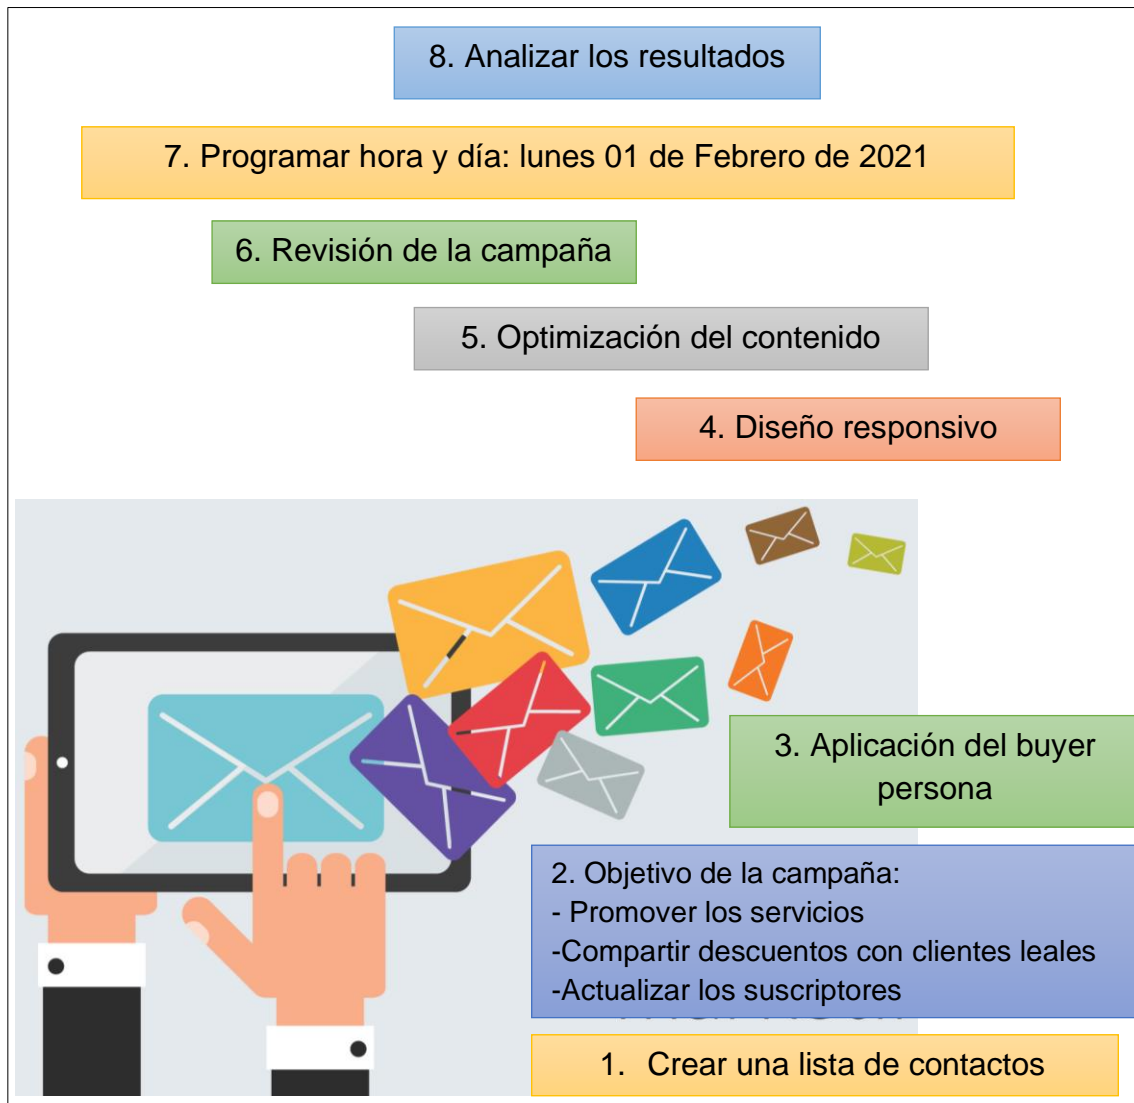 8. Analizar los resultados
7. Programar hora y día: lunes 01 de Febrero de 2021
6. Revisión de la campaña
5. Optimización del contenido
4. Diseño responsivo
3. Aplicación del buyer
persona
2. Objetivo de la campaña:
- Promover los servicios
-Compartir descuentos con clientes leales
-Actualizar los suscriptores
1. Crear una lista de contactos